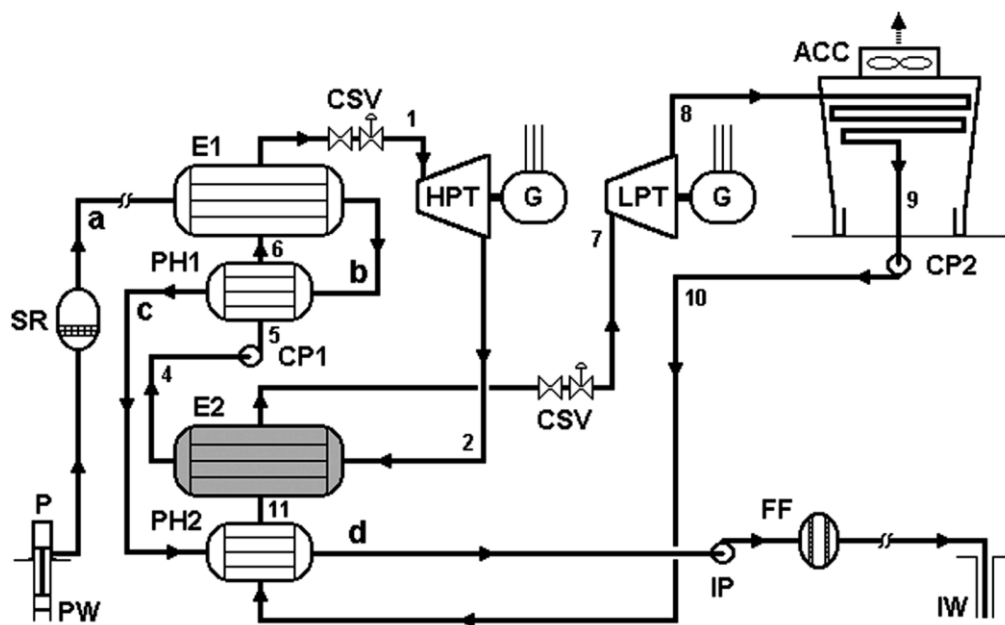 ACC
CSV
1
8
E1
HPT
G
LPT
G
a
6
7
9
PH1
b
c
CP2
10
SR
5
CP1
4
E2
CSV
2
P
PH2
11
d
FF
PW
IP
IW